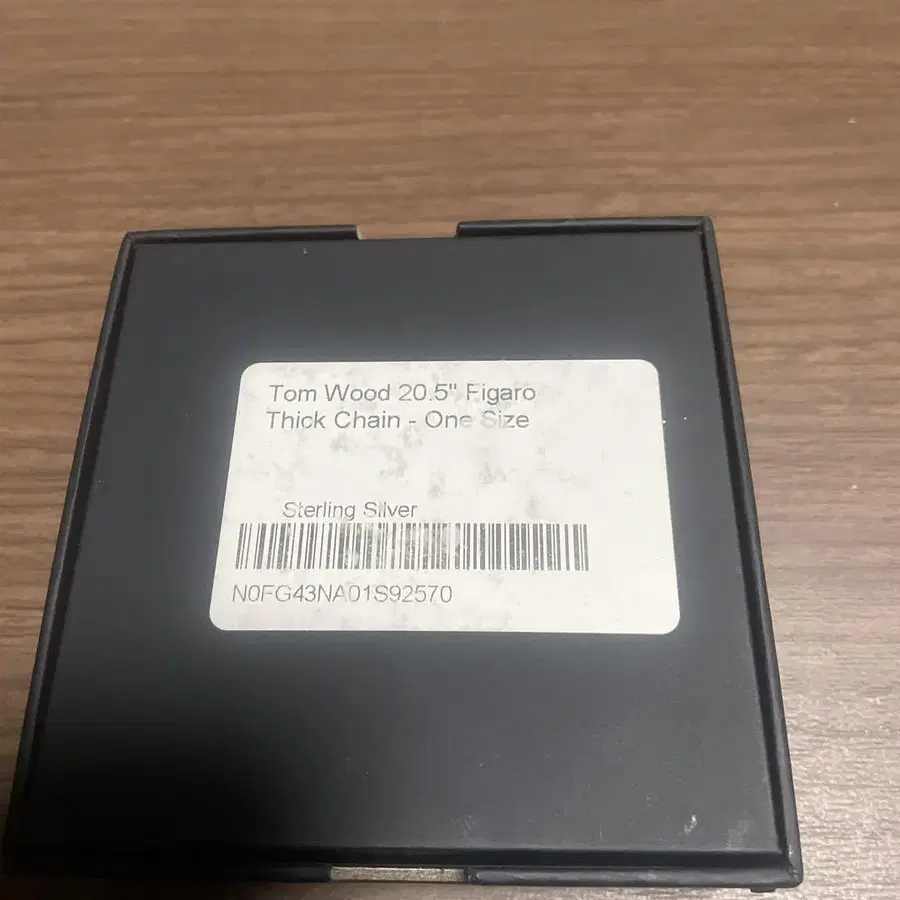 Tom Wood 20.5" Figaro
Thick Chain - One Size
Sterling Silver
N0FG43NA01S92570